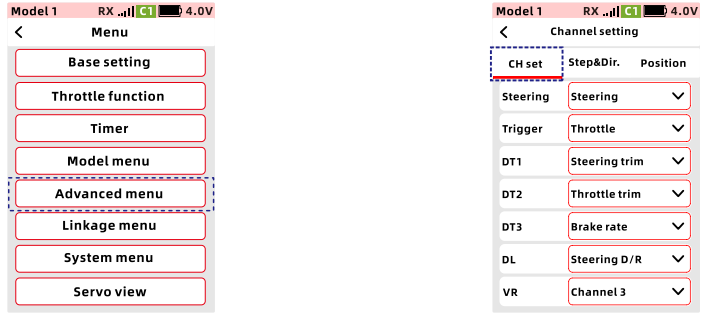 Model 1 RX C1 4.0V
Menu
Base setting
Throttle function
Timer
Model menu
Advanced menu
Linkage menu
System menu
Servo view
Model 1 RX C1 4.0V
Channel setting
CH set Step&Dir. Position
Steering Steering
Trigger Throttle
DT1 Steering trim
DT2 Throttle trim
DT3 Brake rate
DL Steering D/R
VR Channel 3